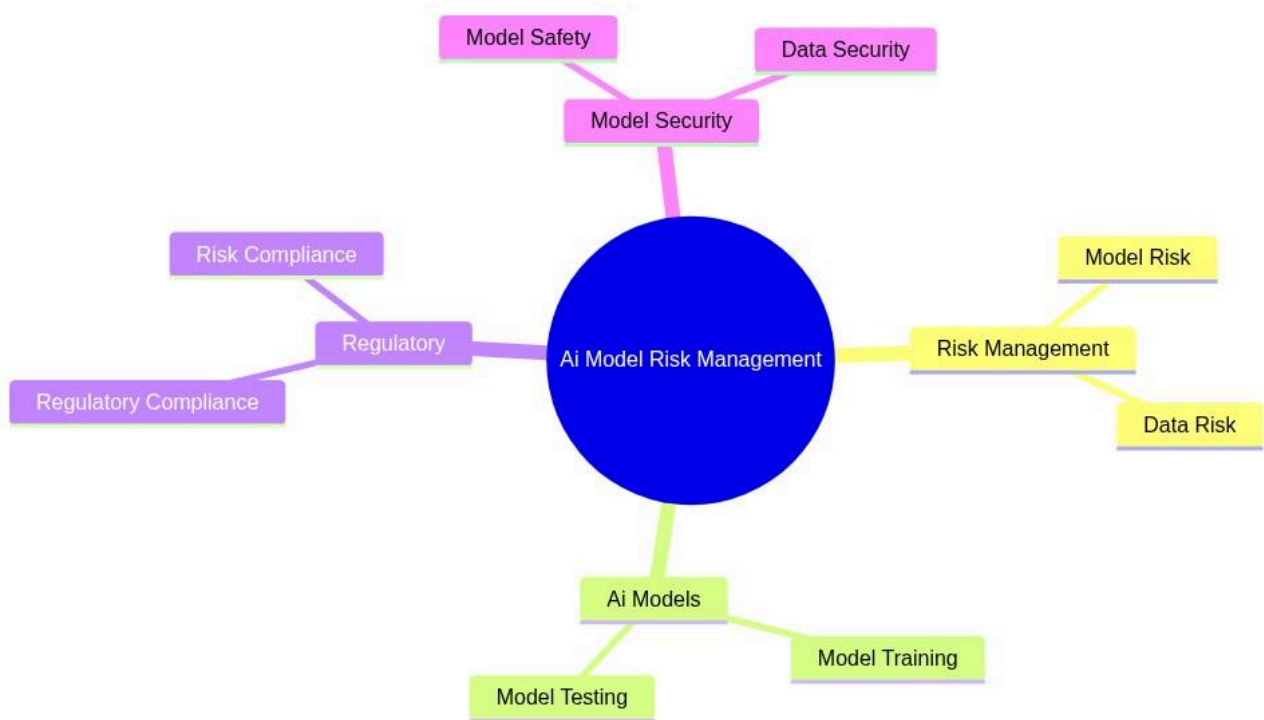 Model Safety
Data Security
Model Security
Risk Compliance
Model Risk
Regulatory
Risk Management
Ai Model Risk Management
Regulatory Compliance
Data Risk
Ai Models
Model Training
Model Testing